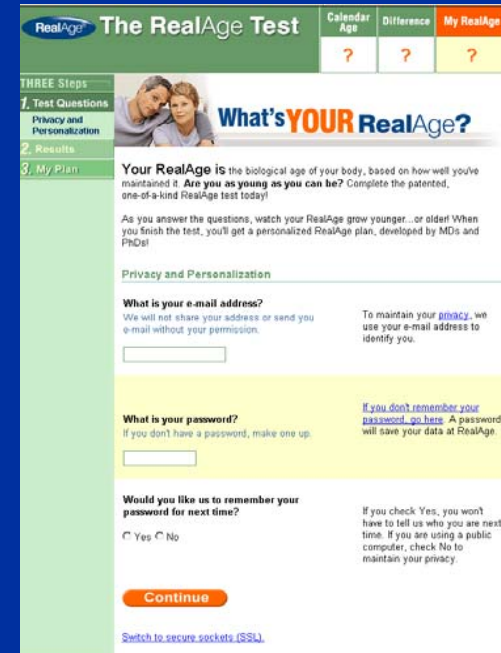 RealAge The RealAge Test
Calendar Age
Difference
My RealAge
?
?
?
THREE Steps
1. Test Questions
Privacy and
Personalization
2. Results
3. My Plan
What's YOUR RealAge?
Your RealAge is the biological age of your body, based on how well you've
maintained it. Are you as young as you can be? Complete the patented,
one-of-a-kind RealAge test today!
As you answer the questions, watch your RealAge grow younger...or older! When
you finish the test, you'll get a personalized RealAge plan, developed by MDs and
PhDs!
Privacy and Personalization
What is your e-mail address?
We will not share your address or send you
e-mail without your permission.
To maintain your privacy, we
use your e-mail address to
identify you.
What is your password?
If you don't have a password, make one up.
If you don't remember your
password, go here. A password
will save your data at RealAge.
Would you like us to remember your
password for next time?
Yes No
If you check Yes, you won't
have to tell us who you are next
time. If you are using a public
computer, check No to
maintain your privacy.
Continue
Switch to secure sockets (SSL).